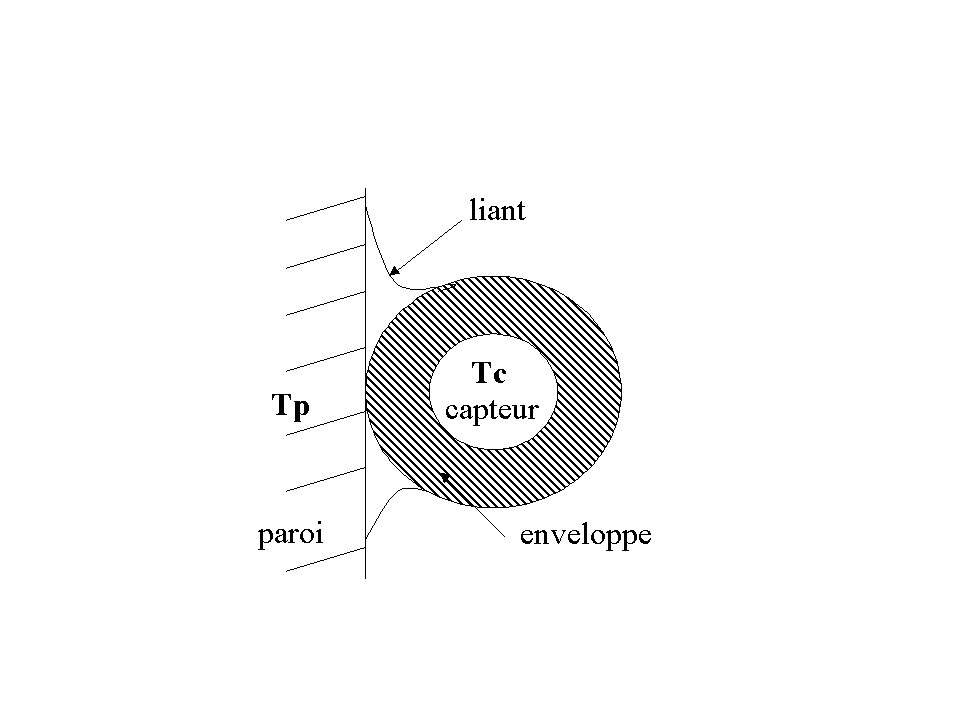 liant
Tc
capteur
Tp
paroi
enveloppe